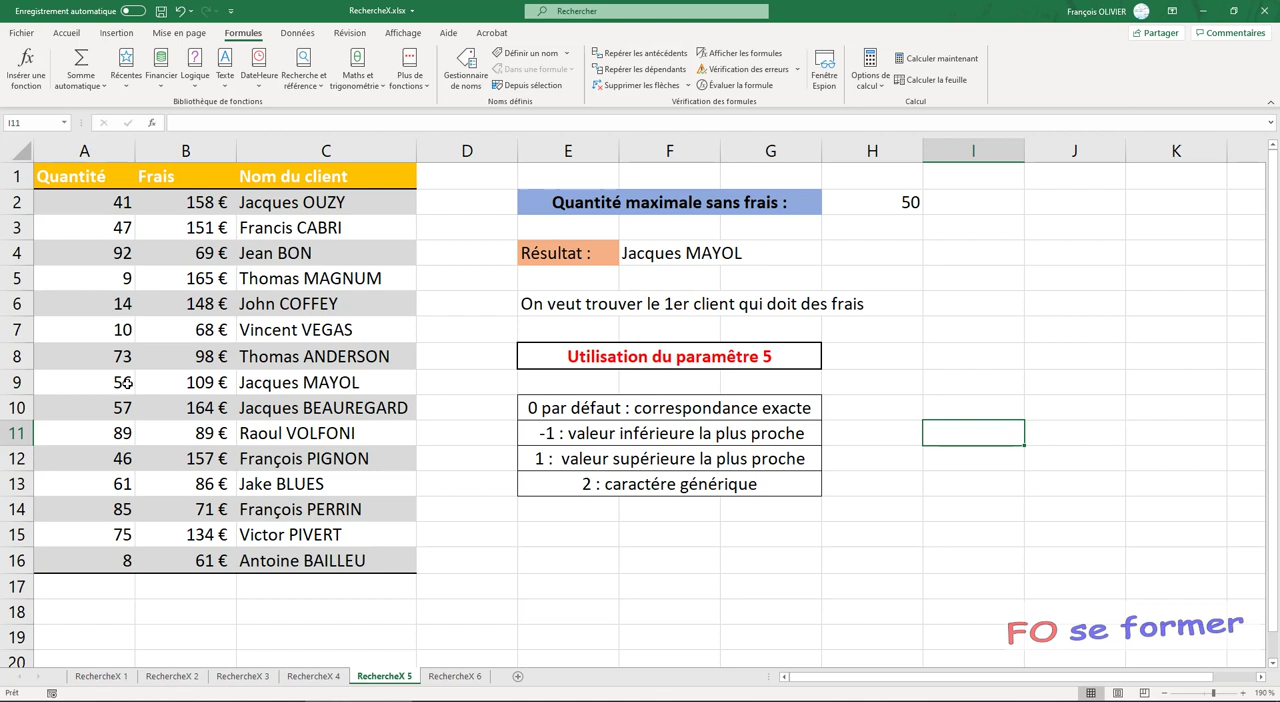 Enregistrement automatique RechercheX.xlsx Rechercher François OLIVIER
Fichier Accueil Insertion Mise en page Formules Données Révision Affichage Aide Acrobat Partager Commentaires
Insérer une fonction
Somme automatique
Récentes
Financier
Logique
Texte
DateHeure
Recherche et référence
Maths et trigonométrie
Plus de fonctions
Bibliothèque de fonctions
Gestionnaire de noms
Définir un nom
Dans une formule
Depuis sélection
Noms définis
Repérer les antécédents
Repérer les dépendants
Supprimer les flèches
Afficher les formules
Vérification des erreurs
Évaluer la formule
Fenêtre Espion
Vérification des formules
Options de calcul
Calculer maintenant
Calculer la feuille
Calcul
I11 fx
A B C D E F G H I J K
1 Quantité Frais Nom du client
2 41 158 € Jacques OUZY Quantité maximale sans frais : 50
3 47 151 € Francis CABRI
4 92 69 € Jean BON Résultat : Jacques MAYOL
5 9 165 € Thomas MAGNUM
6 14 148 € John COFFEY On veut trouver le 1er client qui doit des frais
7 10 68 € Vincent VEGAS
8 73 98 € Thomas ANDERSON Utilisation du paramêtre 5
9 109 € Jacques MAYOL
10 57 164 € Jacques BEAUREGARD 0 par défaut : correspondance exacte
11 89 89 € Raoul VOLFONI -1 : valeur inférieure la plus proche
12 46 157 € François PIGNON 1 : valeur supérieure la plus proche
13 61 86 € Jake BLUES 2 : caractére générique
14 85 71 € François PERRIN
15 75 134 € Victor PIVERT
16 8 61 € Antoine BAILLEU
17
18
19
20
FO se former
RechercheX 1 RechercheX 2 RechercheX 3 RechercheX 4 RechercheX 5 RechercheX 6
Prêt 190 %